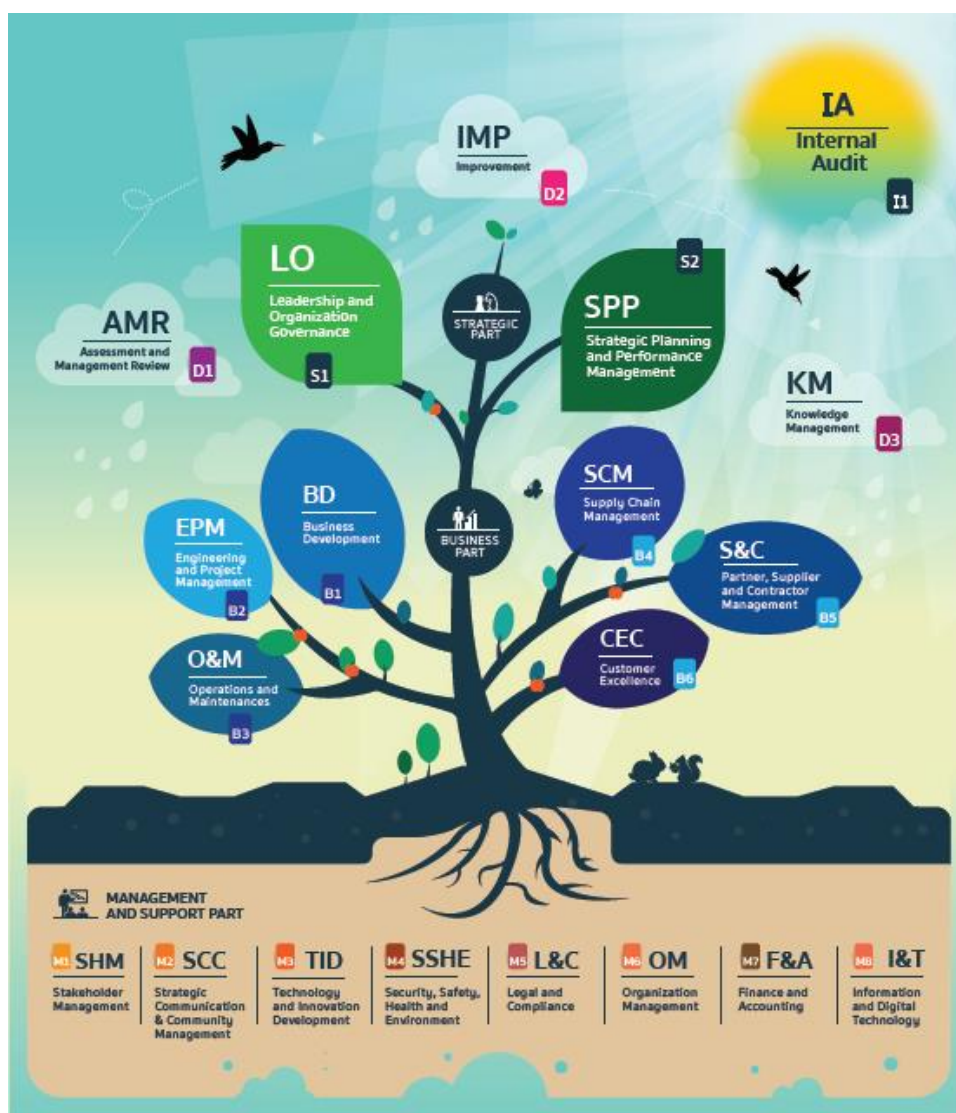 IA
Internal
Audit
I1
IMP
Improvement
D2
LO
Leadership and
Organization
Governance
S1
STRATEGIC
PART
S2
SPP
Strategic Planning
and Performance
Management
AMR
Assessment and
Management Review
D1
KM
Knowledge
Management
D3
BD
Business
Development
B1
BUSINESS
PART
SCM
Supply Chain
Management
B4
EPM
Engineering
and Project
Management
B2
S&C
Partner, Supplier
and Contractor
Management
B5
O&M
Operations and
Maintenances
B3
CEC
Customer
Excellence
B6
MANAGEMENT
AND SUPPORT PART
M1 SHM
Stakeholder
Management
M2 SCC
Strategic
Communication
& Community
Management
M3 TID
Technology
and Innovation
Development
M4 SSHE
Security, Safety,
Health and
Environment
M5 L&C
Legal and
Compliance
M6 OM
Organization
Management
M7 F&A
Finance and
Accounting
M8 I&T
Information
and Digital
Technology